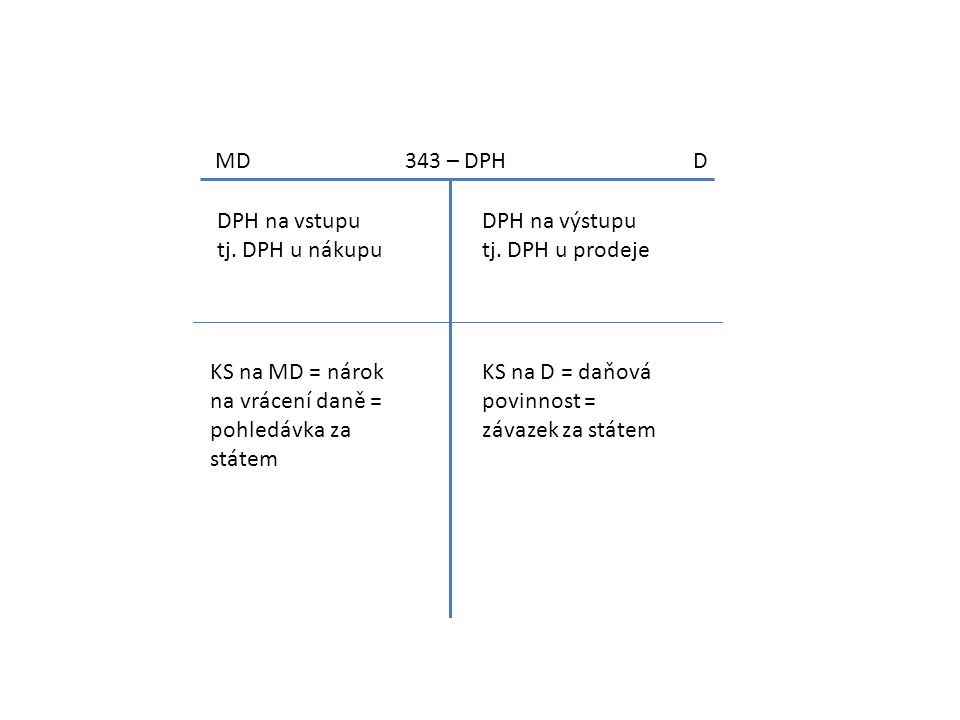 MD 343 – DPH D
DPH na vstupu
tj. DPH u nákupu
DPH na výstupu
tj. DPH u prodeje
KS na MD = nárok
na vrácení daně =
pohledávka za
státem
KS na D = daňová
povinnost =
závazek za státem